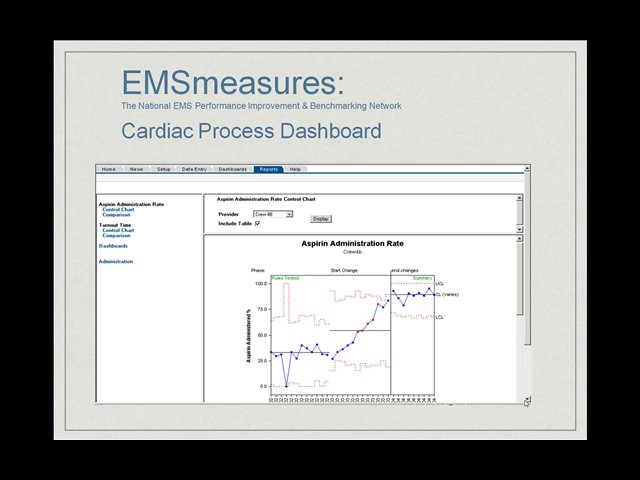 EMSmeasures:
The National EMS Performance Improvement & Benchmarking Network
Cardiac Process Dashboard
Home News Setup Data Entry Dashboards Reports Help
Aspirin Administration Rate
Control Chart
Comparison
Turnout Time
Control Chart
Comparison
Dashboards
Administration
Aspirin Administration Rate Control Chart
Provider Crew 4B Display
Include Table
Aspirin Administration Rate
Crew4b
Phase: Start Change end changes
Rules Tested Summary
UCL
CL (varies)
LCL
Aspirin Administered %
100.0
75.0
50.0
25.0
0.0